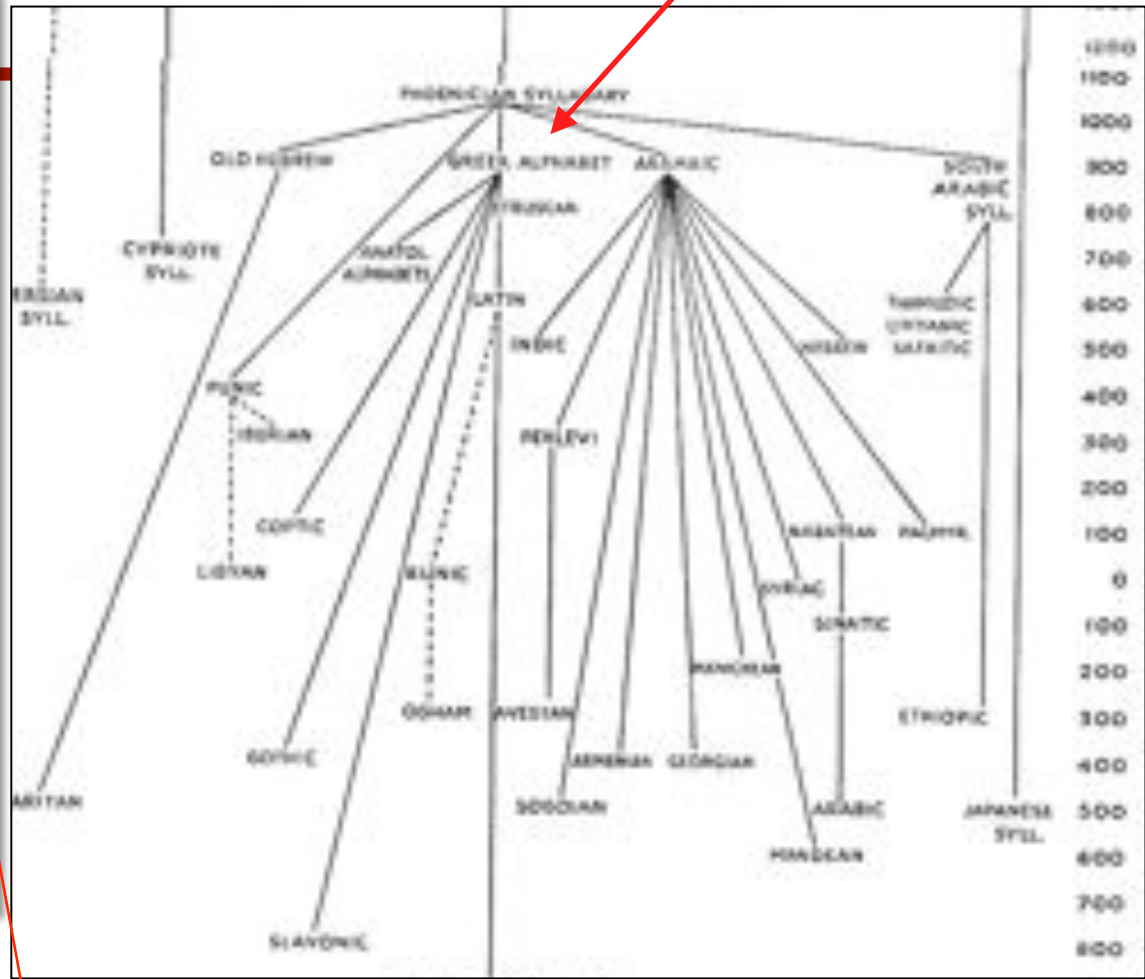 1200
1100
PHOENICIAN SYLLABARY
1000
OLD HEBREW
GREEK ALPHABET
ARAMAIC
SOUTH
ARABIC
SYLL.
900
ETRUSCAN
800
CYPRIOTE
SYLL.
ANATOL.
ALPHABETS
700
ERSIAN
SYLL.
LATIN
600
INDIC
HEBREW
500
PUNIC
400
IBERIAN
PEHLEVI
300
200
COPTIC
NABATEAN
PALMYR.
100
LIBYAN
RUNIC
SYRIAC
0
SINAITIC
100
MANICHEAN
200
OGHAM
AVESTAN
ETHIOPIC
300
GOTHIC
ARMENIAN
GEORGIAN
400
ARITAN
SOGDIAN
ARABIC
JAPANESE
SYLL.
500
MANDEAN
600
700
SLAVONIC
800